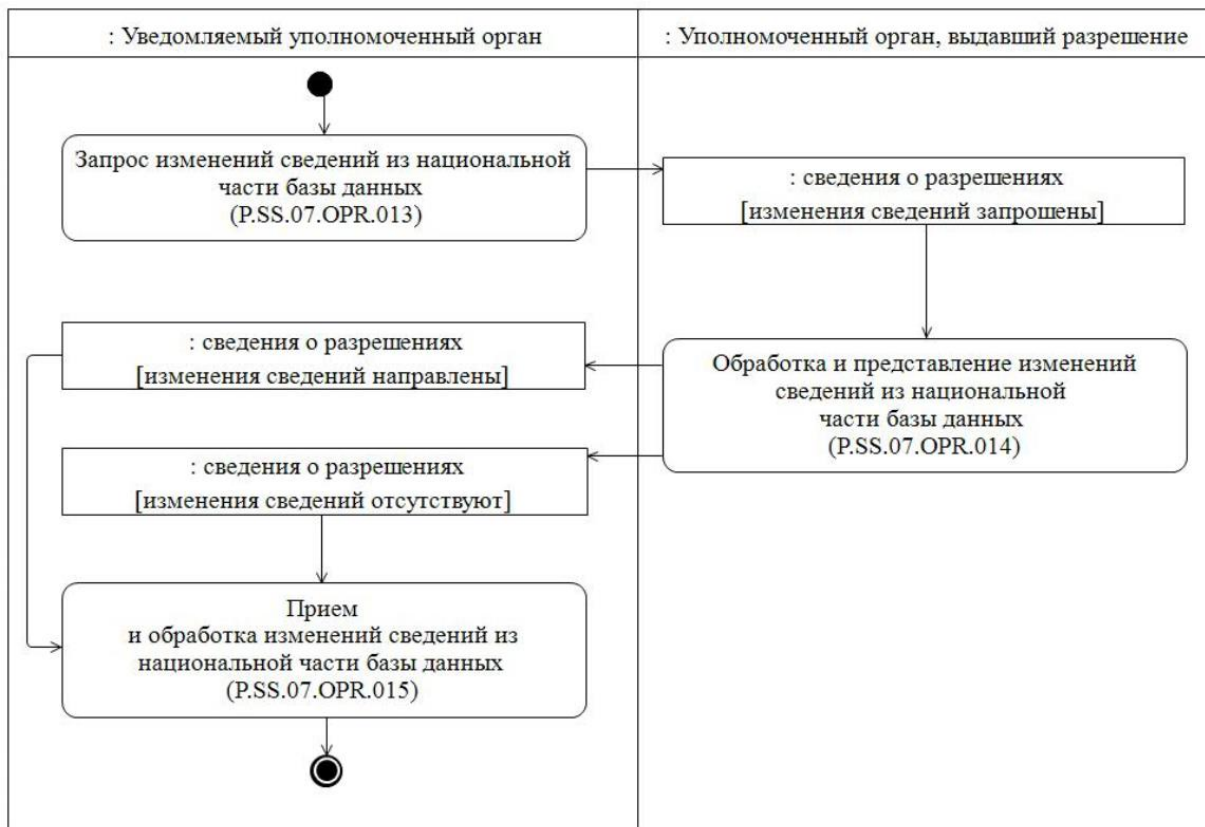 : Уведомляемый уполномоченный орган
: Уполномоченный орган, выдавший разрешение
Запрос изменений сведений из национальной
части базы данных
(P.SS.07.OPR.013)
: сведения о разрешениях
[изменения сведений запрошены]
: сведения о разрешениях
[изменения сведений направлены]
Обработка и представление изменений
сведений из национальной
части базы данных
(P.SS.07.OPR.014)
: сведения о разрешениях
[изменения сведений отсутствуют]
Прием
и обработка изменений сведений из
национальной части базы данных
(P.SS.07.OPR.015)